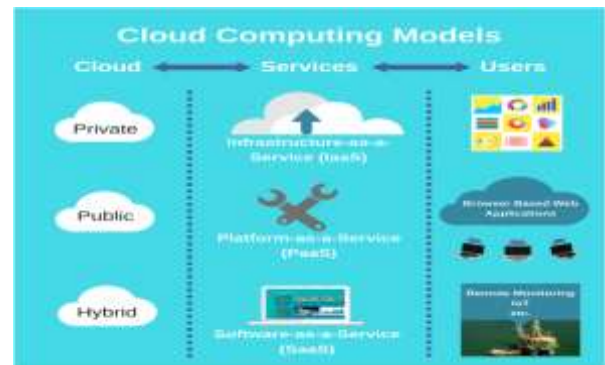 Cloud Computing Models
Cloud Services Users
Private
Infrastructure-as-a-
Service (IaaS)
Public
Platform-as-a-Service
(PaaS)
Browser Based Web
Applications
Hybrid
Software-as-a-Service
(SaaS)
Remote Monitoring
IoT
etc.